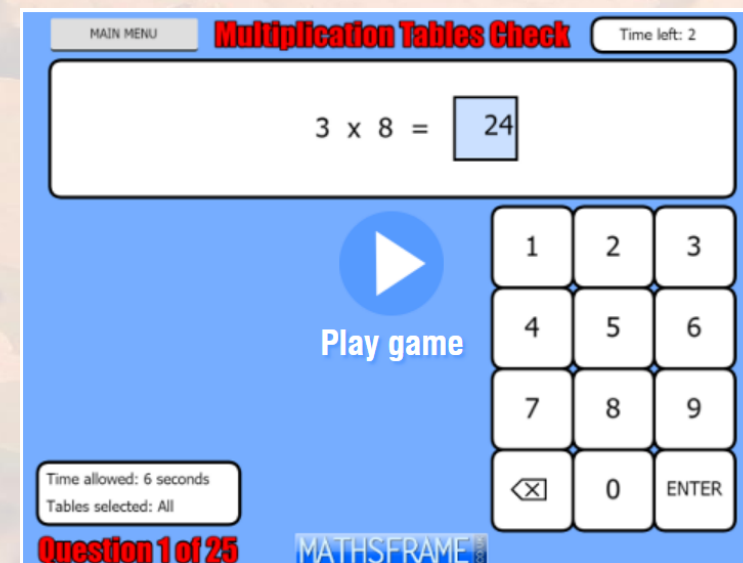 MAIN MENU
Multiplication Tables Check
Time left: 2
3 x 8 = 24
1 2 3
Play game
4 5 6
7 8 9
Time allowed: 6 seconds
Tables selected: All
0 ENTER
Question 1 of 25
MATHSFRAME